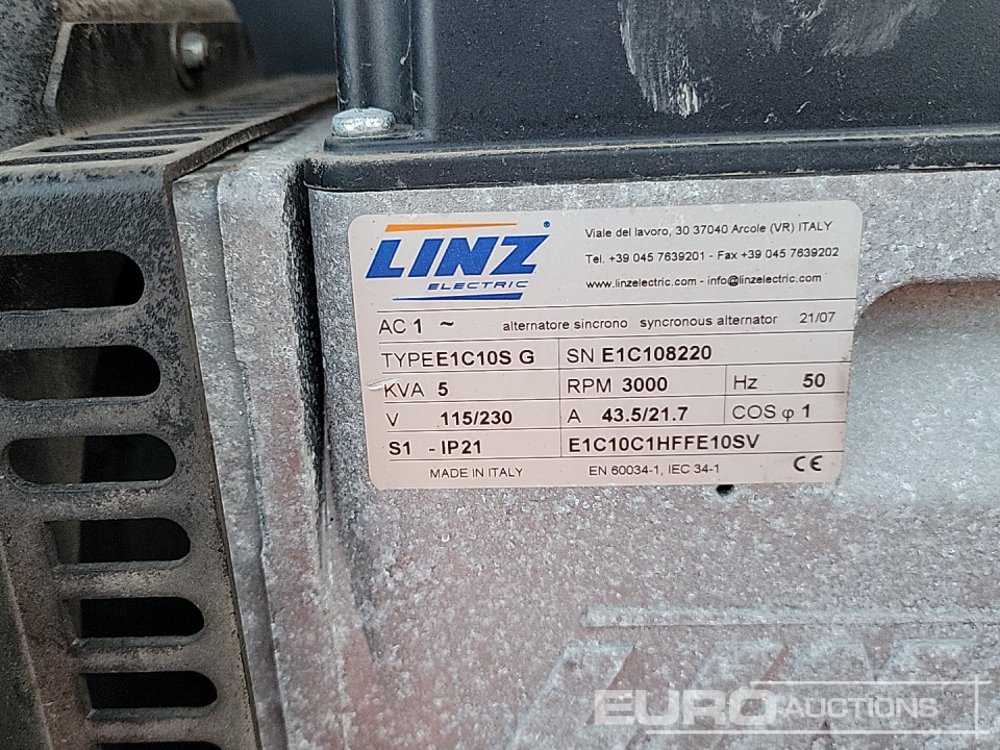 LINZ®
ELECTRIC
Viale del lavoro, 30 37040 Arcole (VR) ITALY
Tel. +39 045 7639201 - Fax +39 045 7639202
www.linzelectric.com - info@linzelectric.com
AC 1 ~ alternatore sincrono syncronous alternator 21/07
TYPE E1C10S G SN E1C108220
KVA 5 RPM 3000 Hz 50
V 115/230 A 43.5/21.7 COS φ 1
S1 - IP21 E1C10C1HFFE10SV
MADE IN ITALY EN 60034-1, IEC 34-1 CE
EURO AUCTIONS